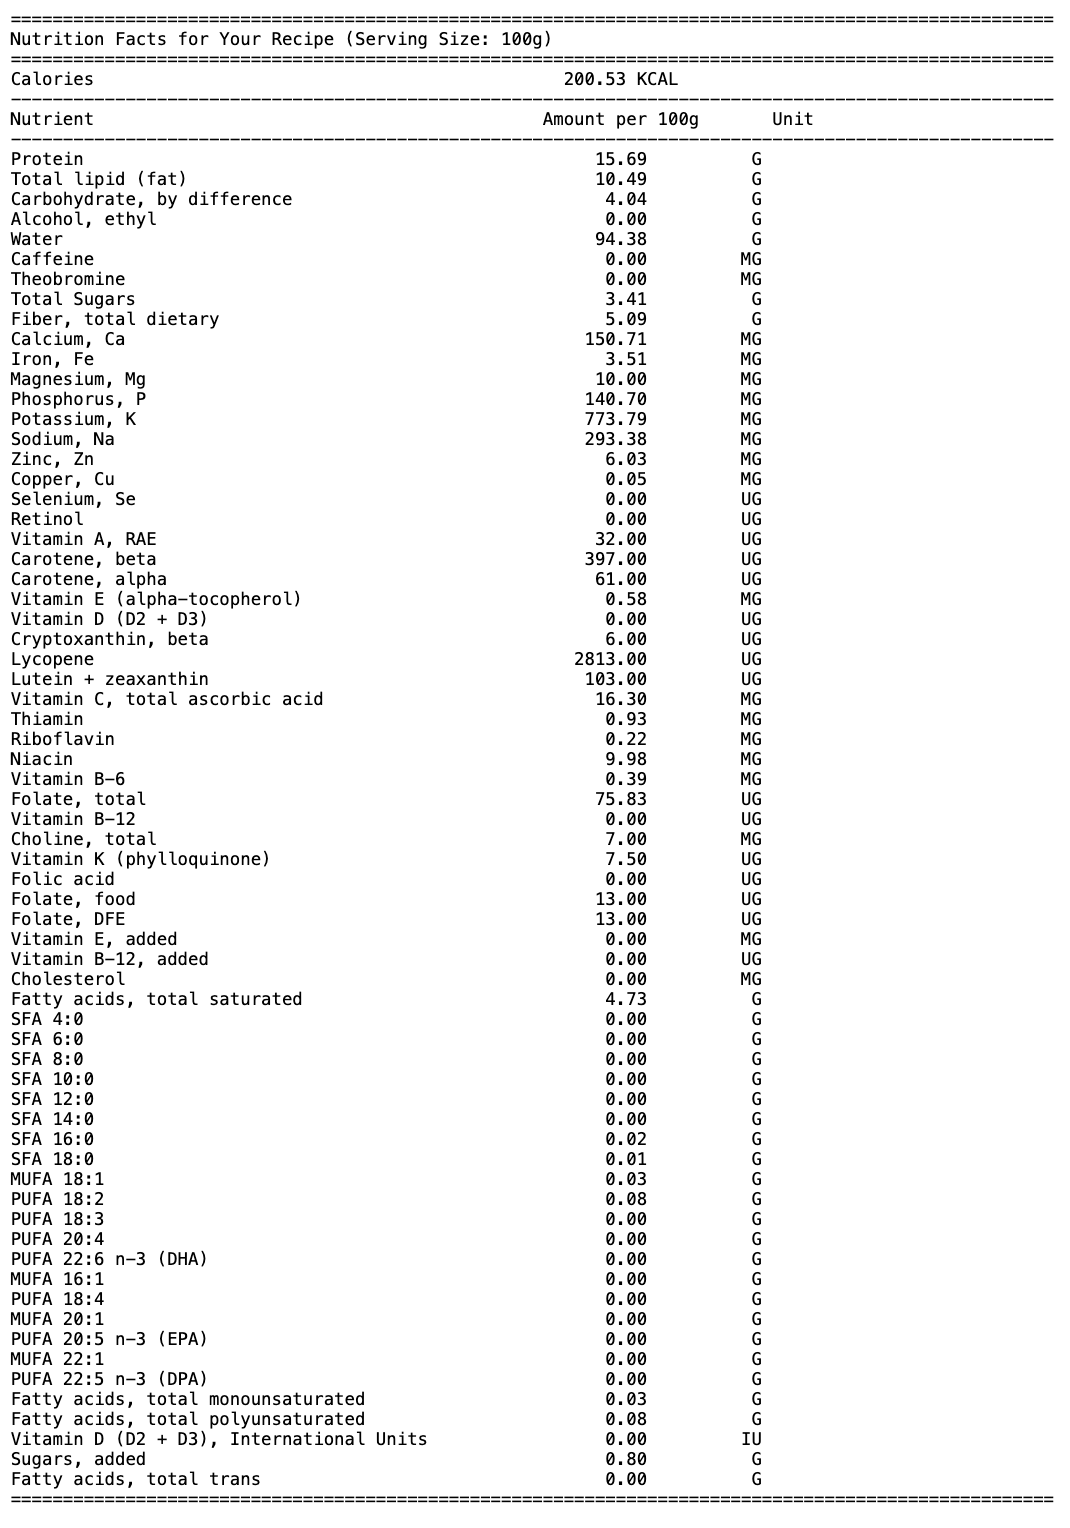 ====================================================================================================
Nutrition Facts for Your Recipe (Serving Size: 100g)
====================================================================================================
Calories                                             200.53 KCAL
----------------------------------------------------------------------------------------------------
Nutrient                                           Amount per 100g       Unit
----------------------------------------------------------------------------------------------------
Protein                                                 15.69          G
Total lipid (fat)                                       10.49          G
Carbohydrate, by difference                              4.04          G
Alcohol, ethyl                                           0.00          G
Water                                                   94.38          G
Caffeine                                                 0.00         MG
Theobromine                                              0.00         MG
Total Sugars                                             3.41          G
Fiber, total dietary                                     5.09          G
Calcium, Ca                                            150.71         MG
Iron, Fe                                                 3.51         MG
Magnesium, Mg                                           10.00         MG
Phosphorus, P                                          140.70         MG
Potassium, K                                           773.79         MG
Sodium, Na                                             293.38         MG
Zinc, Zn                                                 6.03         MG
Copper, Cu                                               0.05         MG
Selenium, Se                                             0.00         UG
Retinol                                                  0.00         UG
Vitamin A, RAE                                          32.00         UG
Carotene, beta                                         397.00         UG
Carotene, alpha                                         61.00         UG
Vitamin E (alpha-tocopherol)                             0.58         MG
Vitamin D (D2 + D3)                                      0.00         UG
Cryptoxanthin, beta                                      6.00         UG
Lycopene                                              2813.00         UG
Lutein + zeaxanthin                                    103.00         UG
Vitamin C, total ascorbic acid                          16.30         MG
Thiamin                                                  0.93         MG
Riboflavin                                               0.22         MG
Niacin                                                   9.98         MG
Vitamin B-6                                              0.39         MG
Folate, total                                           75.83         UG
Vitamin B-12                                             0.00         UG
Choline, total                                           7.00         MG
Vitamin K (phylloquinone)                                7.50         UG
Folic acid                                               0.00         UG
Folate, food                                            13.00         UG
Folate, DFE                                             13.00         UG
Vitamin E, added                                         0.00         MG
Vitamin B-12, added                                      0.00         UG
Cholesterol                                              0.00         MG
Fatty acids, total saturated                             4.73          G
SFA 4:0                                                  0.00          G
SFA 6:0                                                  0.00          G
SFA 8:0                                                  0.00          G
SFA 10:0                                                 0.00          G
SFA 12:0                                                 0.00          G
SFA 14:0                                                 0.00          G
SFA 16:0                                                 0.02          G
SFA 18:0                                                 0.01          G
MUFA 18:1                                                0.03          G
PUFA 18:2                                                0.08          G
PUFA 18:3                                                0.00          G
PUFA 20:4                                                0.00          G
PUFA 22:6 n-3 (DHA)                                      0.00          G
MUFA 16:1                                                0.00          G
PUFA 18:4                                                0.00          G
MUFA 20:1                                                0.00          G
PUFA 20:5 n-3 (EPA)                                      0.00          G
MUFA 22:1                                                0.00          G
PUFA 22:5 n-3 (DPA)                                      0.00          G
Fatty acids, total monounsaturated                       0.03          G
Fatty acids, total polyunsaturated                       0.08          G
Vitamin D (D2 + D3), International Units                 0.00         IU
Sugars, added                                            0.80          G
Fatty acids, total trans                                 0.00          G
====================================================================================================